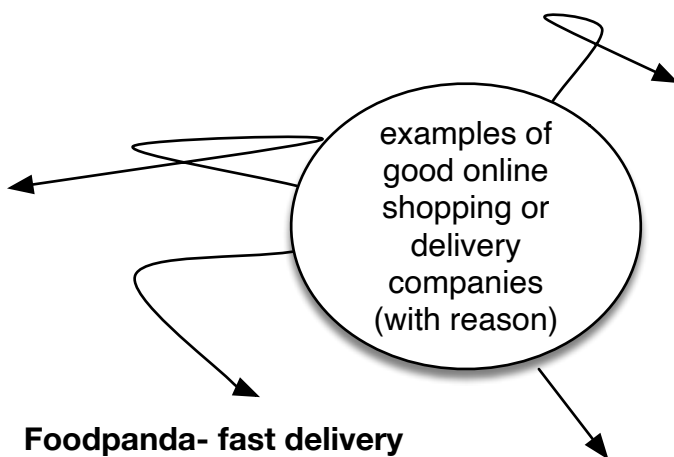 examples of
good online
shopping or
delivery
companies
(with reason)
Foodpanda- fast delivery